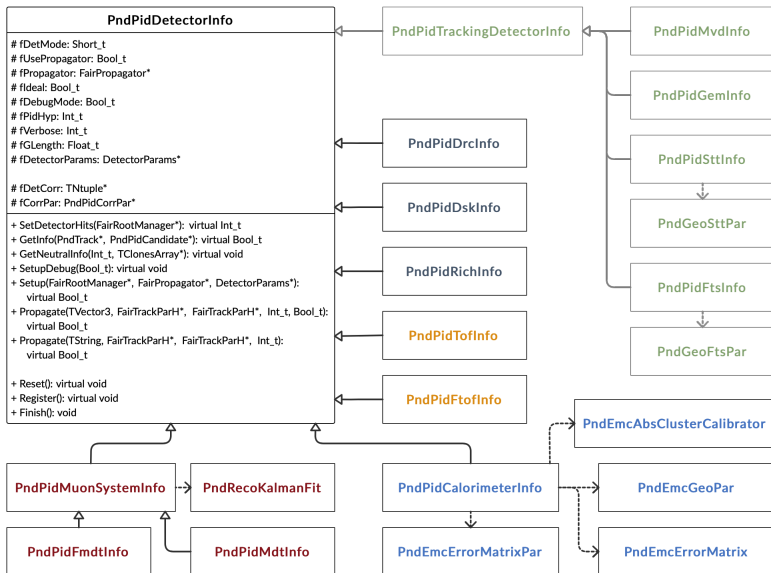 PndPidDetectorInfo
# fDetMode: Short_t
# fUsePropagator: Bool_t
# fPropagator: FairPropagator*
# fIdeal: Bool_t
# fDebugMode: Bool_t
# fPidHyp: Int_t
# fVerbose: Int_t
# fGLength: Float_t
# fDetectorParams: DetectorParams*
# fDetCorr: TNtuple*
# fCorrPar: PndPidCorrPar*
+ SetDetectorHits(FairRootManager*): virtual Int_t
+ GetInfo(PndTrack*, PndPidCandidate*): virtual Bool_t
+ GetNeutralInfo(Int_t, TClonesArray*): virtual void
+ SetupDebug(Bool_t): virtual void
+ Setup(FairRootManager*, FairPropagator*, DetectorParams*):
virtual Bool_t
+ Propagate(TVector3, FairTrackParH*, FairTrackParH*, Int_t, Bool_t):
virtual Bool_t
+ Propagate(TString, FairTrackParH*, FairTrackParH*, Int_t):
virtual Bool_t
+ Reset(): virtual void
+ Register(): virtual void
+ Finish(): void
PndPidTrackingDetectorInfo
PndPidMvdInfo
PndPidGemInfo
PndPidDrcInfo
PndPidSttInfo
PndPidDskInfo
PndGeoSttPar
PndPidRichInfo
PndPidFtsInfo
PndPidTofInfo
PndGeoFtsPar
PndPidFtofInfo
PndEmcAbsClusterCalibrator
PndPidMuonSystemInfo
PndRecoKalmanFit
PndPidCalorimeterInfo
PndEmcGeoPar
PndPidFmdtInfo
PndPidMdtInfo
PndEmcErrorMatrixPar
PndEmcErrorMatrix